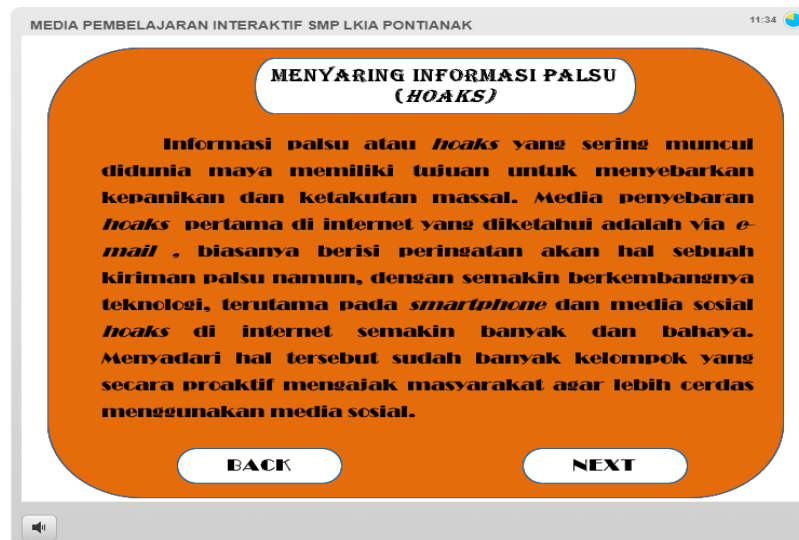 MEDIA PEMBELAJARAN INTERAKTIF SMP LKIA PONTIANAK
11:34
MENYARING INFORMASI PALSU
(HOAKS)
Informasi palsu atau hoaks yang sering muncul
didunia maya memiliki tujuan untuk menyebarkan
kepanikan dan ketakutan massal. Media penyebaran
hoaks pertama di internet yang diketahui adalah via e-
mail , biasanya berisi peringatan akan hal sebuah
kiriman palsu namun, dengan semakin berkembangnya
teknologi, terutama pada smartphone dan media sosial
hoaks di internet semakin banyak dan bahaya.
Menyadari hal tersebut sudah banyak kelompok yang
secara proaktif mengajak masyarakat agar lebih cerdas
menggunakan media sosial.
BACK
NEXT